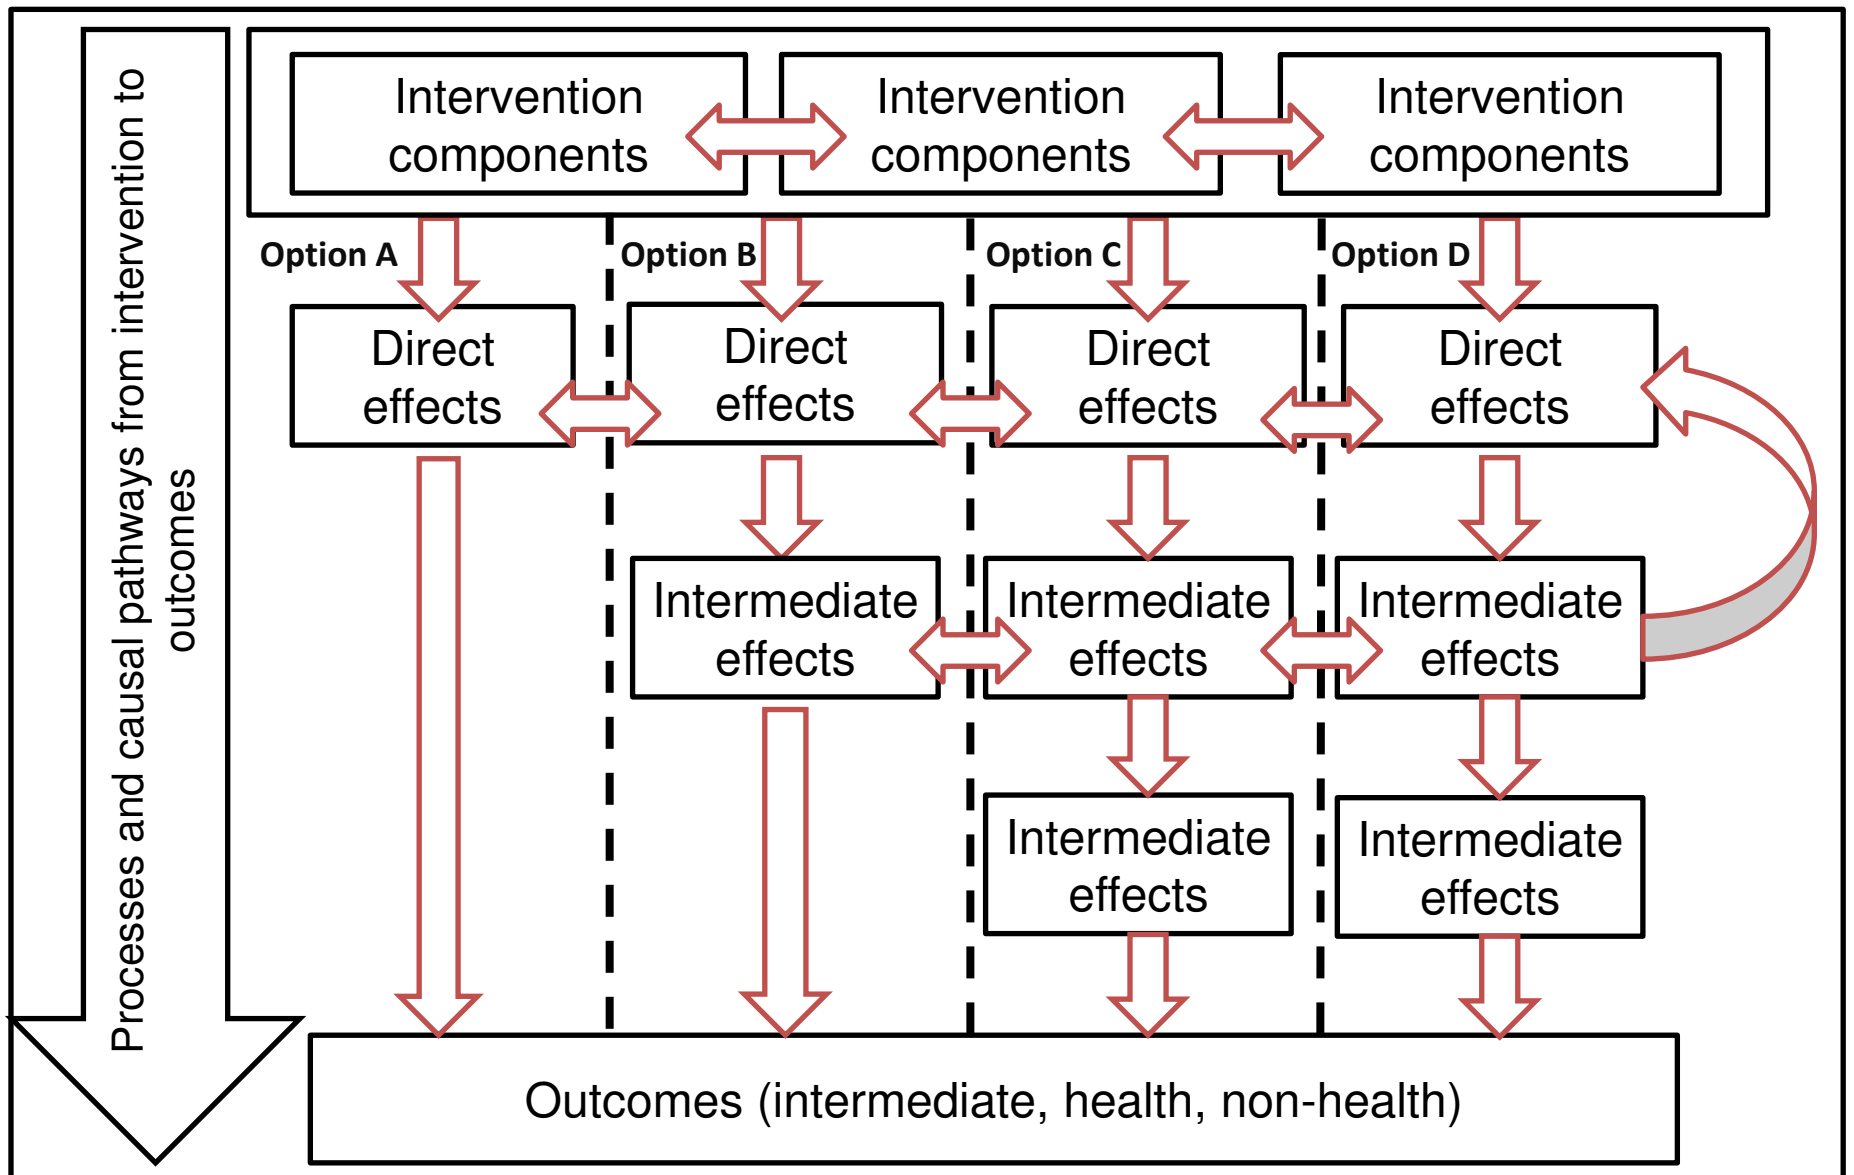 Processes and causal pathways from intervention to
outcomes
Intervention
components
Intervention
components
Intervention
components
Option A
Option B
Option C
Option D
Direct
effects
Direct
effects
Direct
effects
Direct
effects
Intermediate
effects
Intermediate
effects
Intermediate
effects
Intermediate
effects
Intermediate
effects
Outcomes (intermediate, health, non-health)